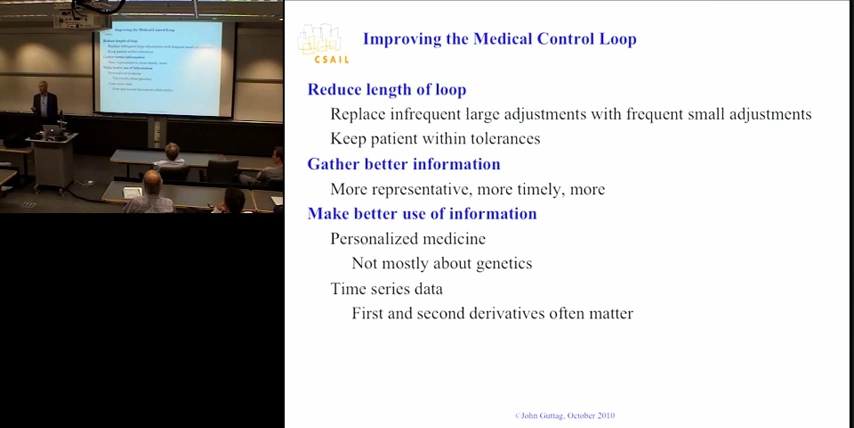 CSAIL
Improving the Medical Control Loop
Reduce length of loop
Replace infrequent large adjustments with frequent small adjustments
Keep patient within tolerances
Gather better information
More representative, more timely, more
Make better use of information
Personalized medicine
Not mostly about genetics
Time series data
First and second derivatives often matter
©John Guttag, October 2010